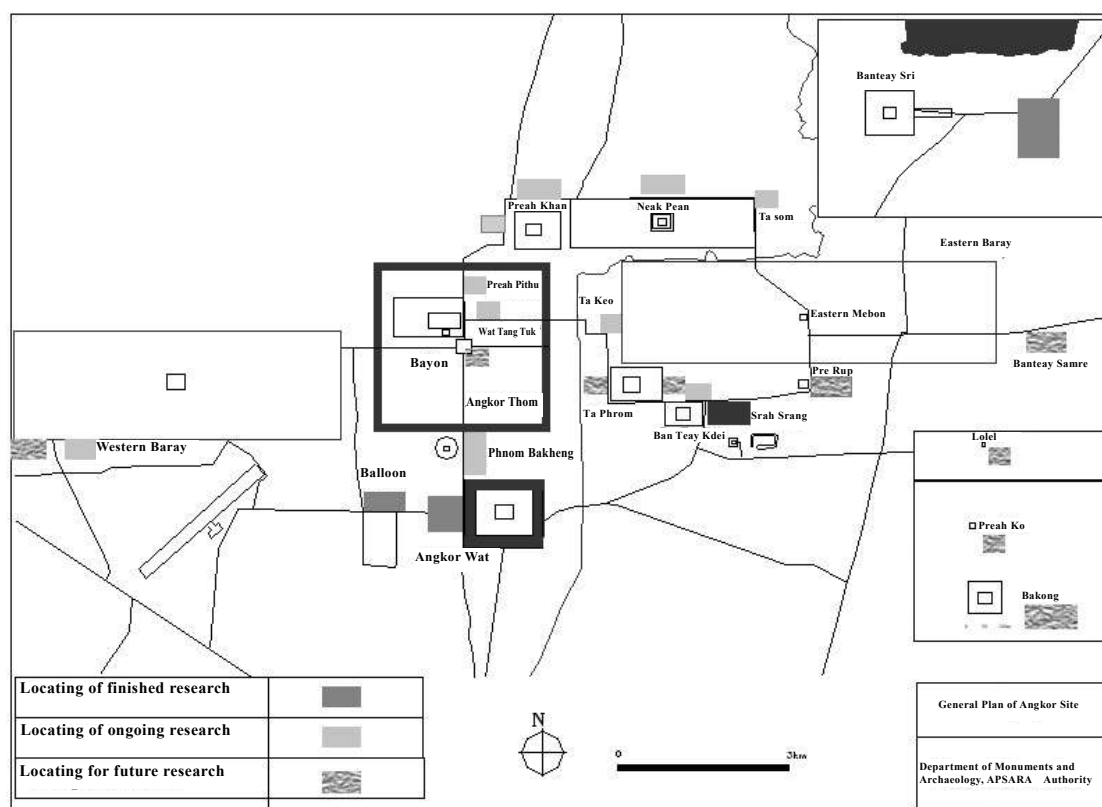 Banteay Sri
Preah Khan
Neak Pean
Ta som
Eastern Baray
Preah Pithu
Ta Keo
Eastern Mebon
Wat Tang Tuk
Bayon
Banteay Samre
Pre Rup
Angkor Thom
Ta Phrom
Srah Srang
Ban Teay Kdei
Western Baray
Phnom Bakheng
Lolel
Balloon
Preah Ko
Angkor Wat
Bakong
Locating of finished research
Locating of ongoing research
Locating for future research
N
0
3km
General Plan of Angkor Site
Department of Monuments and
Archaeology, APSARA Authority